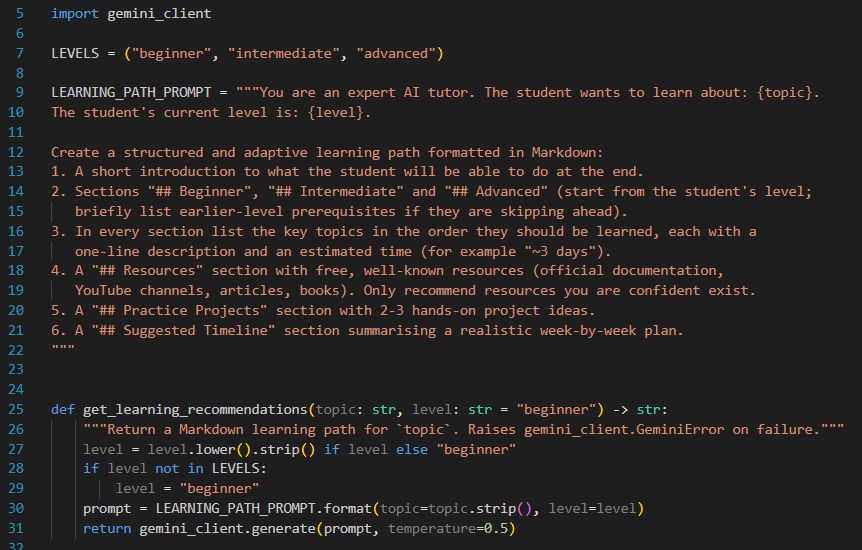 5 import gemini_client
6
7 LEVELS = ("beginner", "intermediate", "advanced")
8
9 LEARNING_PATH_PROMPT = """You are an expert AI tutor. The student wants to learn about: {topic}.
10 The student's current level is: {level}.
11
12 Create a structured and adaptive learning path formatted in Markdown:
13 1. A short introduction to what the student will be able to do at the end.
14 2. Sections "## Beginner", "## Intermediate" and "## Advanced" (start from the student's level;
15    briefly list earlier-level prerequisites if they are skipping ahead).
16 3. In every section list the key topics in the order they should be learned, each with a
17    one-line description and an estimated time (for example "~3 days").
18 4. A "## Resources" section with free, well-known resources (official documentation,
19    YouTube channels, articles, books). Only recommend resources you are confident exist.
20 5. A "## Practice Projects" section with 2-3 hands-on project ideas.
21 6. A "## Suggested Timeline" section summarising a realistic week-by-week plan.
22 """
23
24
25 def get_learning_recommendations(topic: str, level: str = "beginner") -> str:
26     """Return a Markdown learning path for `topic`. Raises gemini_client.GeminiError on failure."""
27     level = level.lower().strip() if level else "beginner"
28     if level not in LEVELS:
29         level = "beginner"
30     prompt = LEARNING_PATH_PROMPT.format(topic=topic.strip(), level=level)
31     return gemini_client.generate(prompt, temperature=0.5)
32